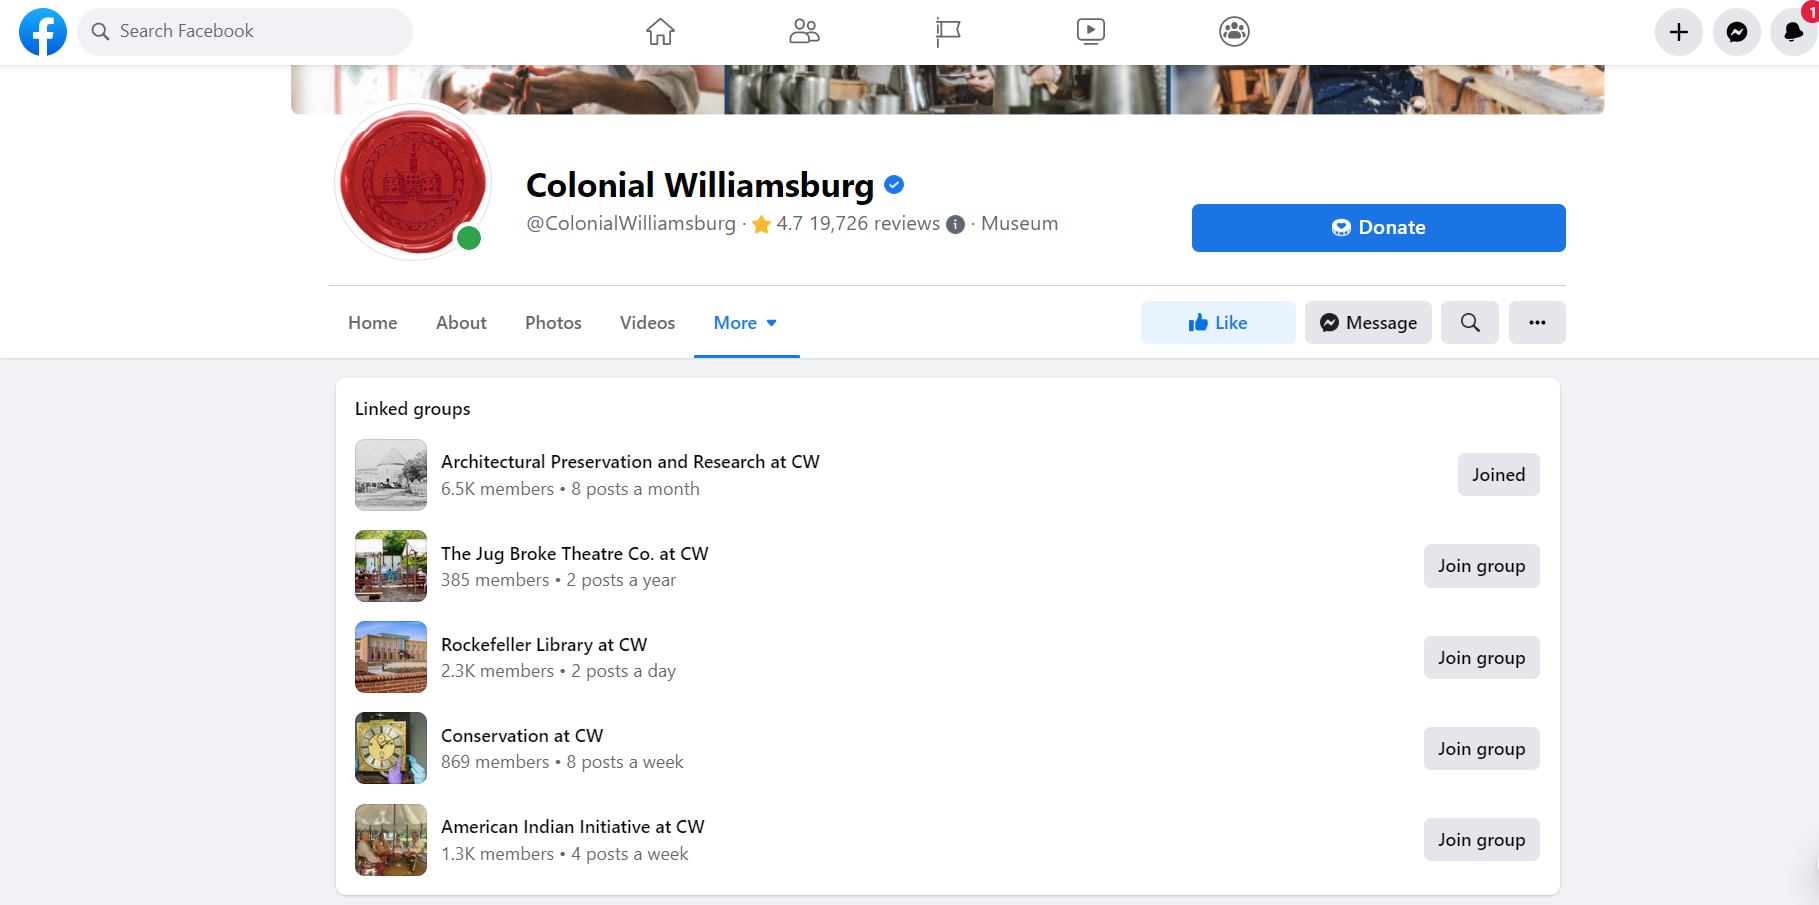 Search Facebook
1
Colonial Williamsburg
@ColonialWilliamsburg · 4.7 19,726 reviews · Museum
Donate
Home About Photos Videos More
Like Message
Linked groups
Architectural Preservation and Research at CW
6.5K members • 8 posts a month
Joined
The Jug Broke Theatre Co. at CW
385 members • 2 posts a year
Join group
Rockefeller Library at CW
2.3K members • 2 posts a day
Join group
Conservation at CW
869 members • 8 posts a week
Join group
American Indian Initiative at CW
1.3K members • 4 posts a week
Join group